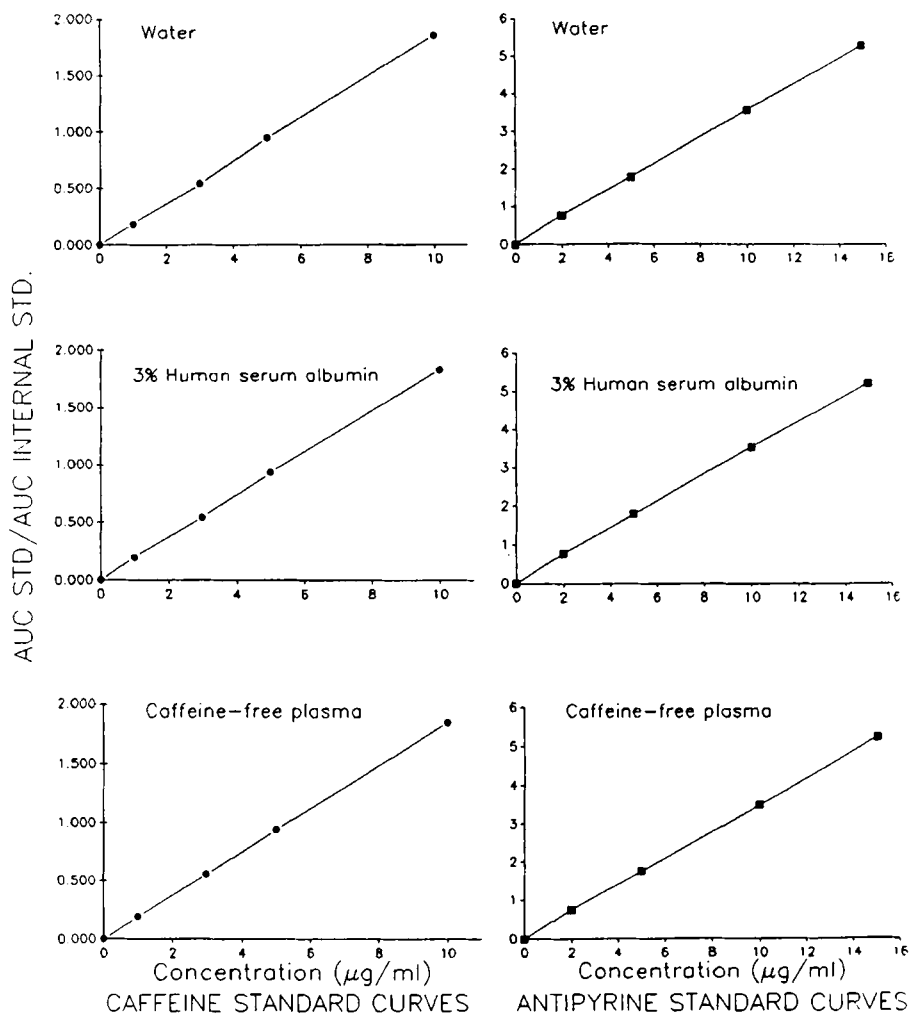 AUC STD/AUC INTERNAL STD.
Water
2.000
1.500
1.000
0.500
0.000
0 2 4 6 8 10
Water
6
5
4
3
2
1
0
0 2 4 6 8 10 12 14 16
3% Human serum albumin
2.000
1.500
1.000
0.500
0.000
0 2 4 6 8 10
3% Human serum albumin
6
5
4
3
2
1
0
0 2 4 6 8 10 12 14 16
Caffeine-free plasma
2.000
1.500
1.000
0.500
0.000
0 2 4 6 8 10
Concentration (μg/ml)
CAFFEINE STANDARD CURVES
Caffeine-free plasma
6
5
4
3
2
1
0
0 2 4 6 8 10 12 14 16
Concentration (μg/ml)
ANTIPYRINE STANDARD CURVES